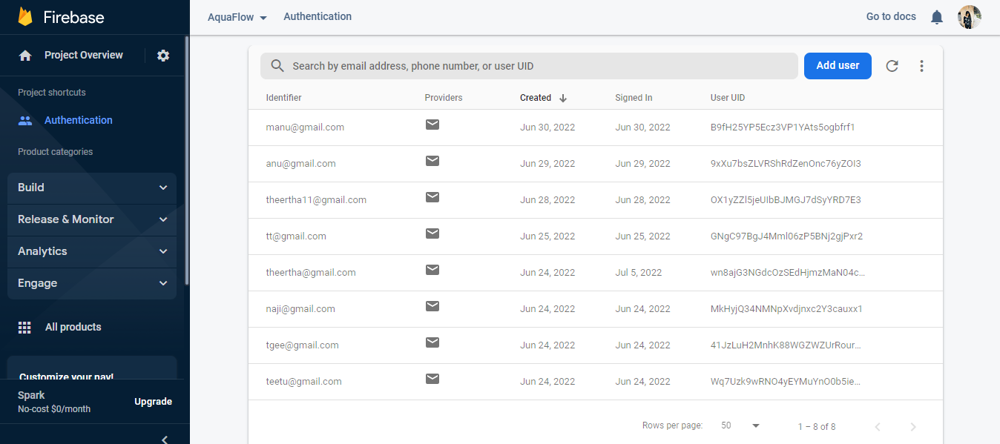 Firebase
Project Overview
Project shortcuts
Authentication
Product categories
Build
Release & Monitor
Analytics
Engage
All products
Customize your nav!
Spark
No-cost $0/month
Upgrade
AquaFlow
Authentication
Go to docs
Search by email address, phone number, or user UID
Add user
Identifier Providers Created Signed In User UID
manu@gmail.com Jun 30, 2022 Jun 30, 2022 B9fH25YP5Ecz3VP1YAts5ogbfrf1
anu@gmail.com Jun 29, 2022 Jun 29, 2022 9xXu7bsZLVRShRdZenOnc76yZOI3
theertha11@gmail.com Jun 28, 2022 Jun 28, 2022 OX1yZZl5jeUIbBJMGJ7dSyYRD7E3
tt@gmail.com Jun 25, 2022 Jun 25, 2022 GNgC97BgJ4Mml06zP5BNj2gjPxr2
theertha@gmail.com Jun 24, 2022 Jul 5, 2022 wn8ajG3NGdcOzSEdHjmzMaN04c...
naji@gmail.com Jun 24, 2022 Jun 24, 2022 MkHyjQ34NMNpXvdjnxc2Y3cauxx1
tgee@gmail.com Jun 24, 2022 Jun 24, 2022 41JzLuH2MnhK88WGZWZUrRour...
teetu@gmail.com Jun 24, 2022 Jun 24, 2022 Wq7Uzk9wRNO4yEYMuYnO0b5ie...
Rows per page: 50 1 – 8 of 8